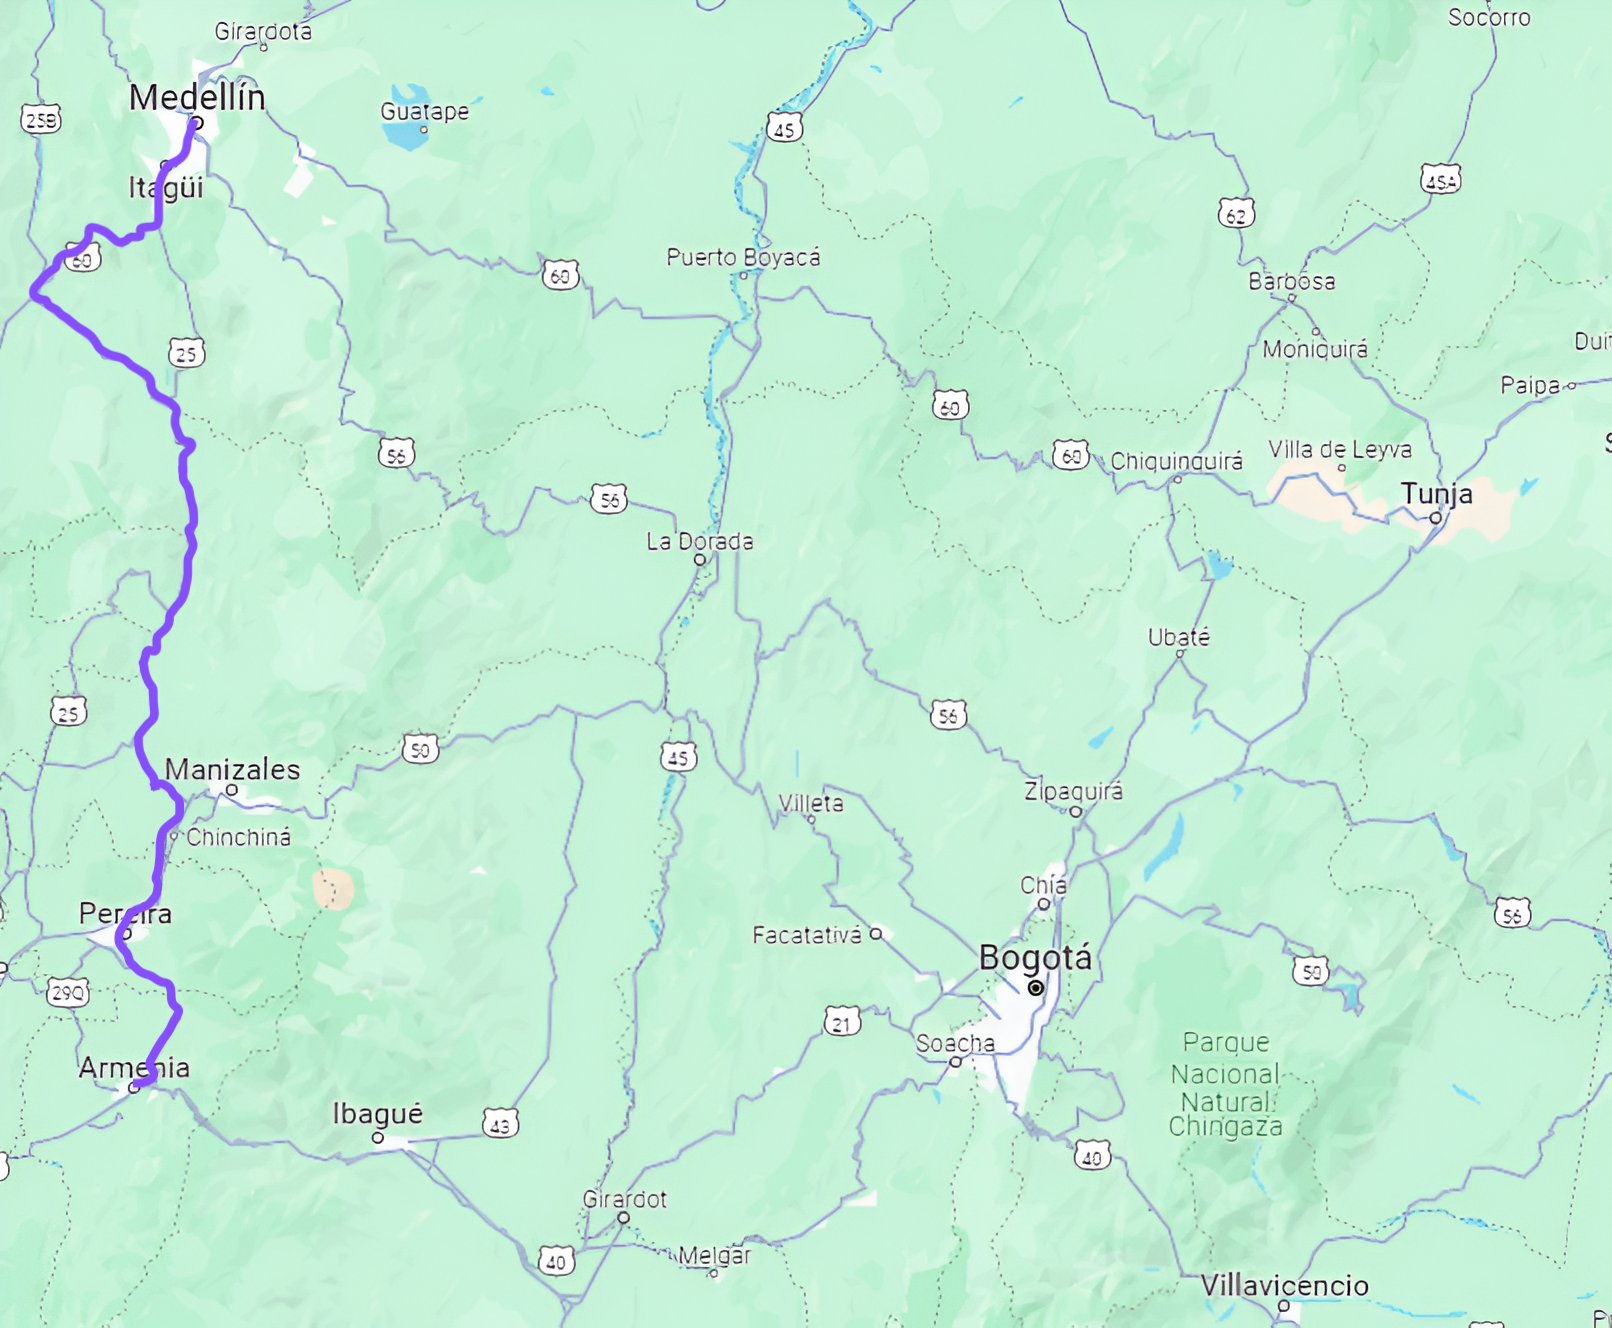 Socorro
Girardota
Medellín
Guatape
25B
45
Itagüi
45A
62
60
Puerto Boyacá
60
Barbosa
Moniquirá
25
Paipa
60
56
60
Chiquinquirá
Villa de Leyva
Tunja
56
La Dorada
Ubaté
25
56
50
45
Manizales
Zipaquirá
Villeta
Chinchiná
Chía
Pereira
56
Facatativá
Bogotá
50
29Q
21
Soacha
Parque
Nacional
Natural
Chingaza
Armenia
Ibagué
43
40
Girardot
Melgar
40
Villavicencio